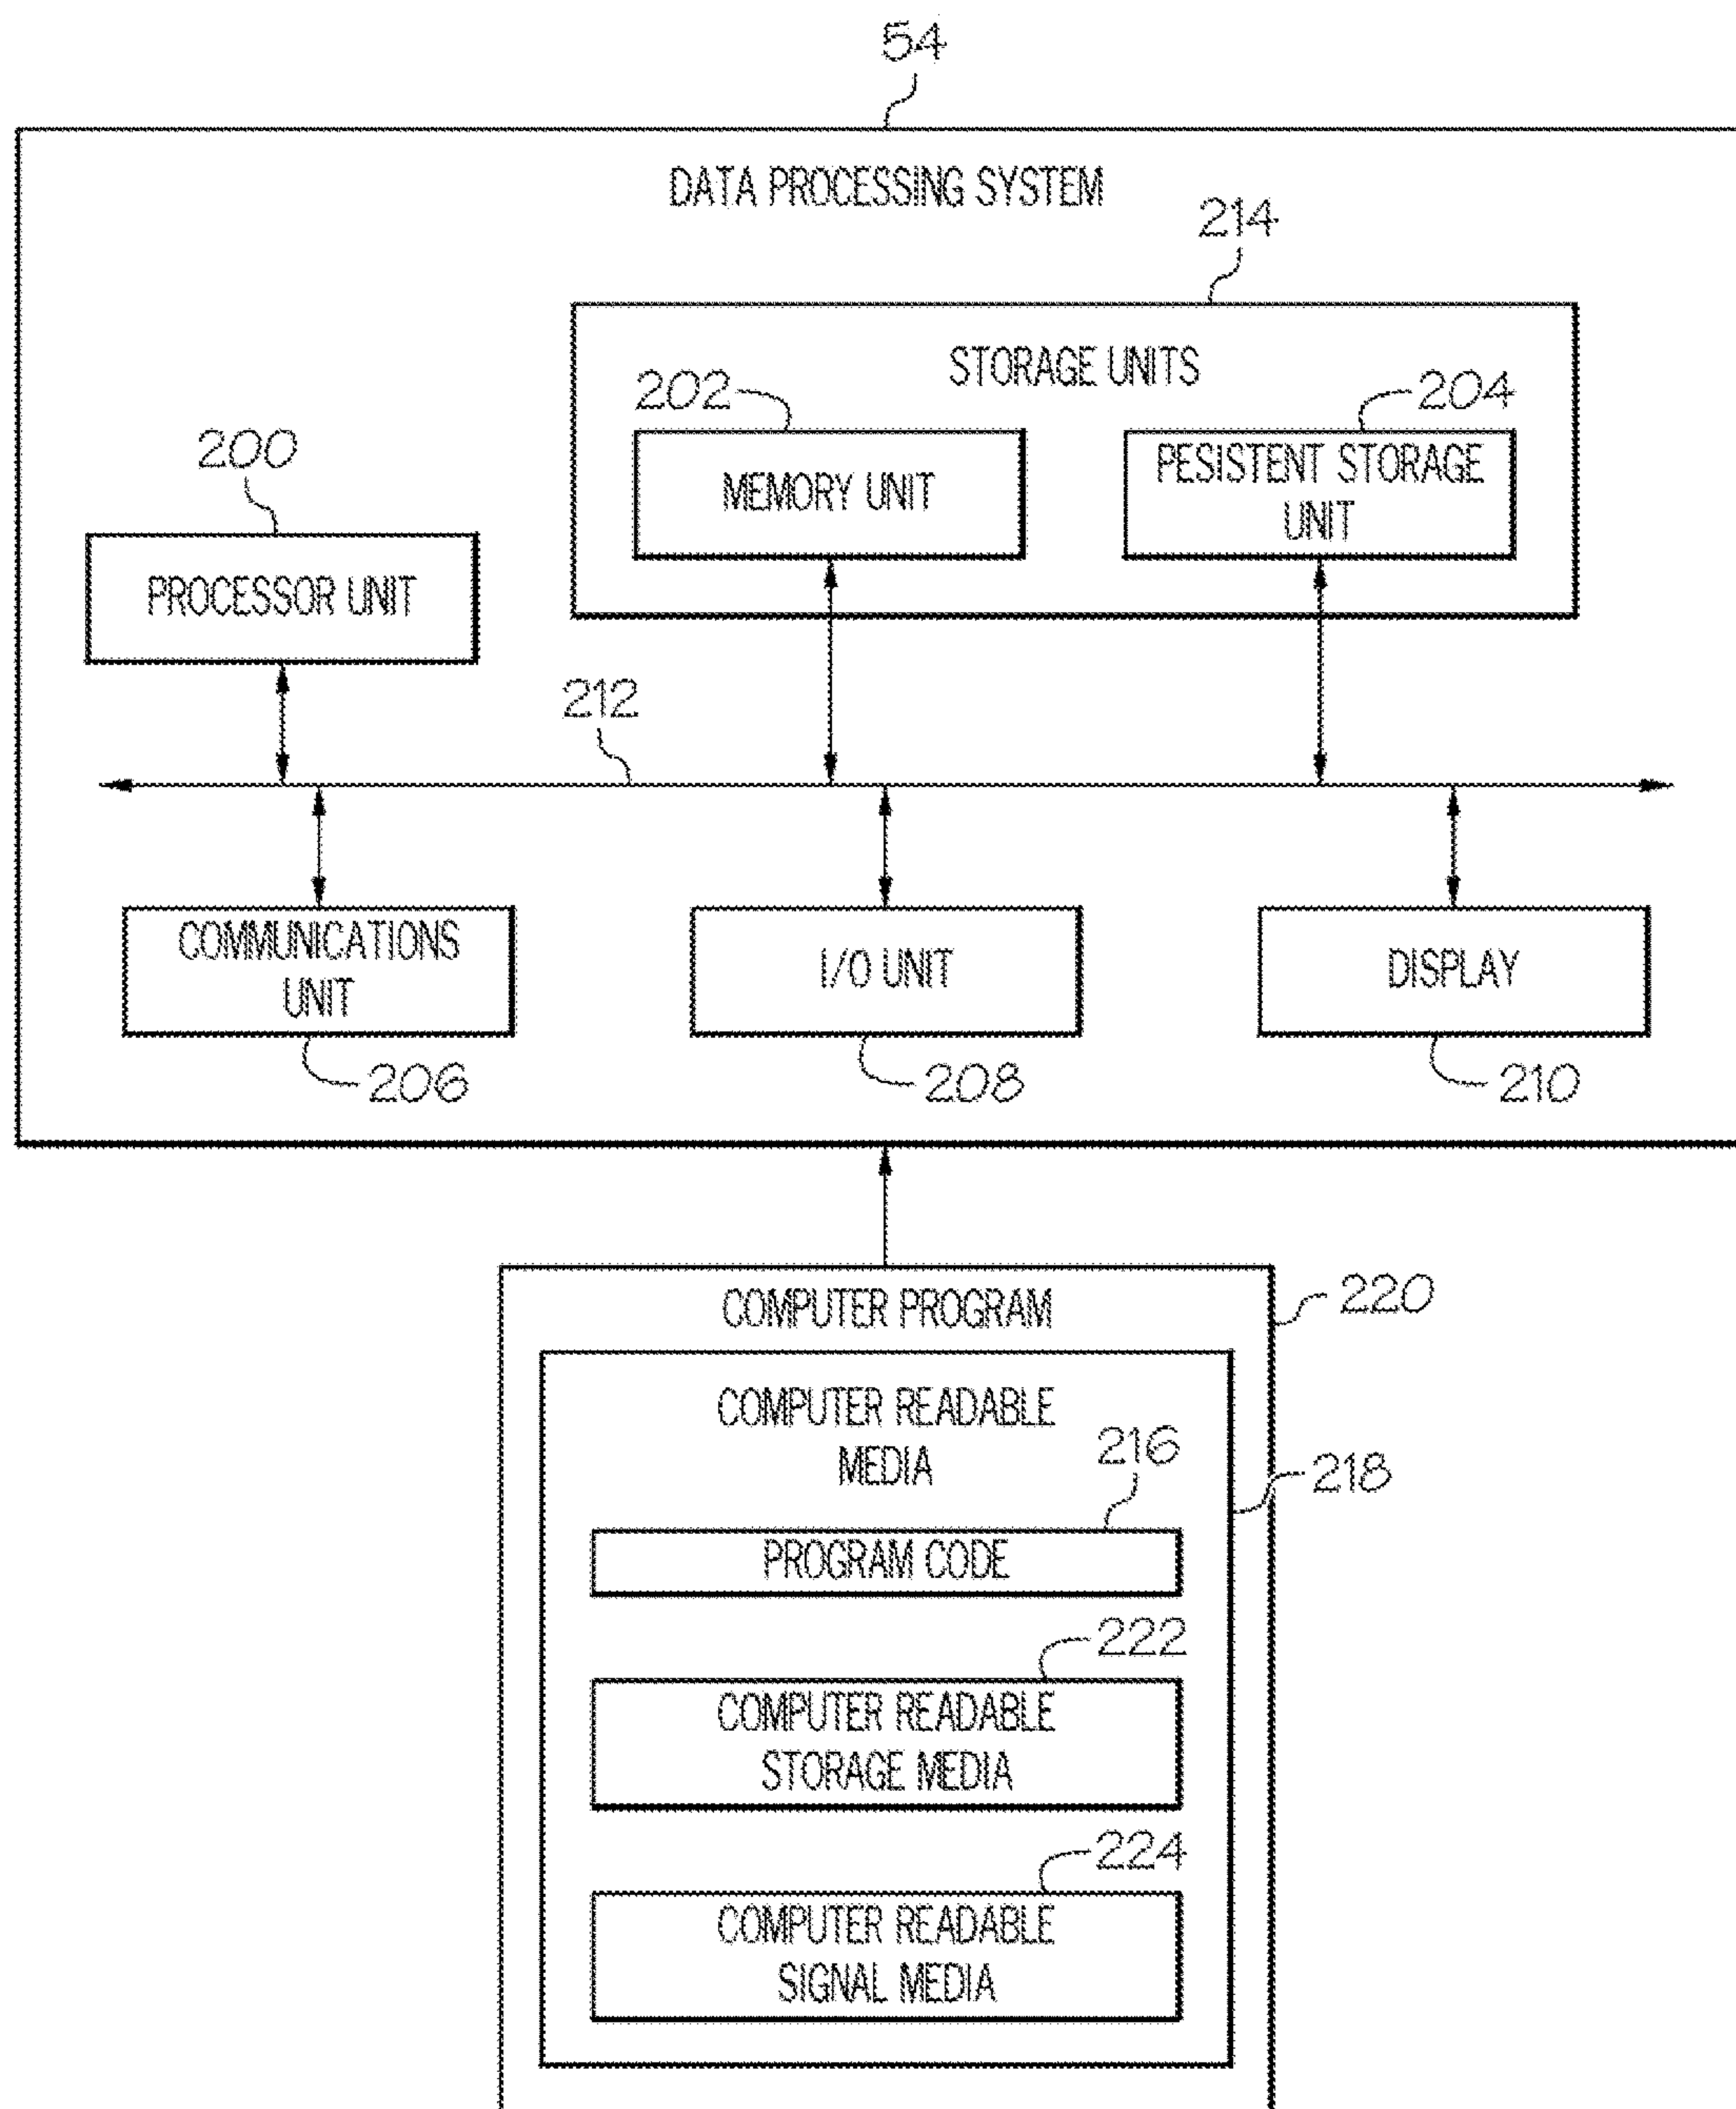 54
DATA PROCESSING SYSTEM
214
STORAGE UNITS
202
204
200
MEMORY UNIT
PESISTENT STORAGE
UNIT
PROCESSOR UNIT
212
COMMUNICATIONS
UNIT
I/O UNIT
DISPLAY
206
208
210
220
COMPUTER PROGRAM
COMPUTER READABLE
MEDIA
216
218
PROGRAM CODE
222
COMPUTER READABLE
STORAGE MEDIA
224
COMPUTER READABLE
SIGNAL MEDIA